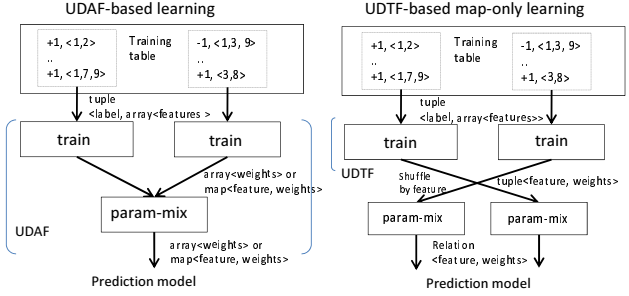 UDAF-based learning
+1, <1,2>
..
+1, <1,7,9>
Training
table
-1, <1,3, 9>
..
+1, <3,8>
tuple
<label, array<features >
train
train
array<weights> or
map<feature, weights>
param-mix
UDAF
array<weights> or
map<feature, weights>
Prediction model
UDTF-based map-only learning
+1, <1,2>
..
+1, <1,7,9>
Training
table
-1, <1,3, 9>
..
+1, <3,8>
tuple
<label, array<features>>
train
train
UDTF
Shuffle
by feature
tuple<feature, weights>
param-mix
param-mix
Relation
<feature, weights>
Prediction model